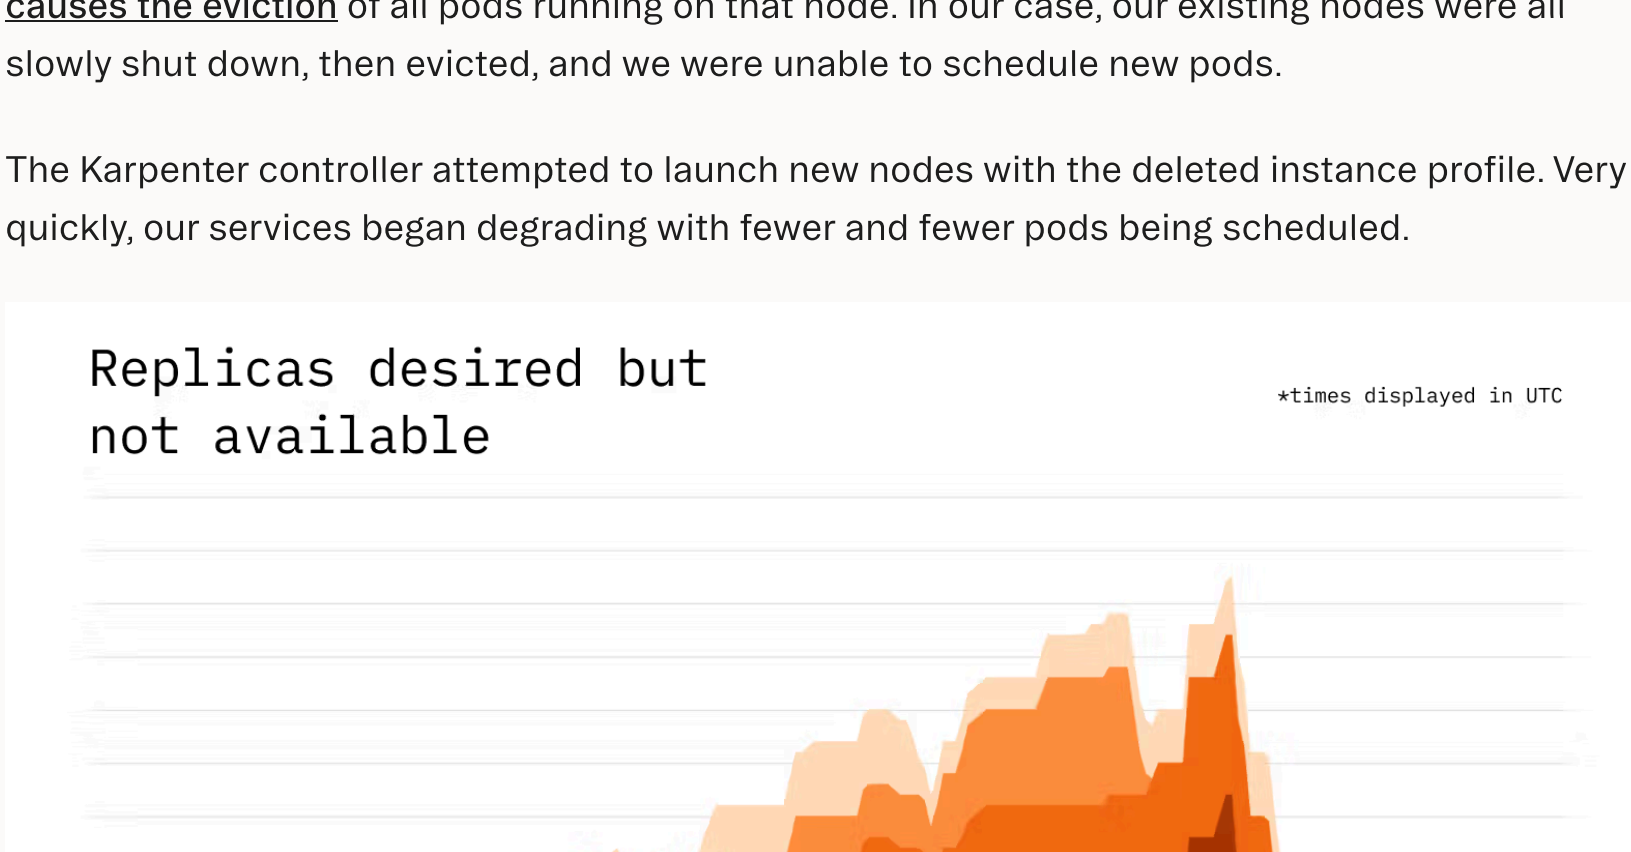 causes the eviction of all pods running on that node. In our case, our existing nodes were all
slowly shut down, then evicted, and we were unable to schedule new pods.
The Karpenter controller attempted to launch new nodes with the deleted instance profile. Very
quickly, our services began degrading with fewer and fewer pods being scheduled.
Replicas desired but
not available
*times displayed in UTC